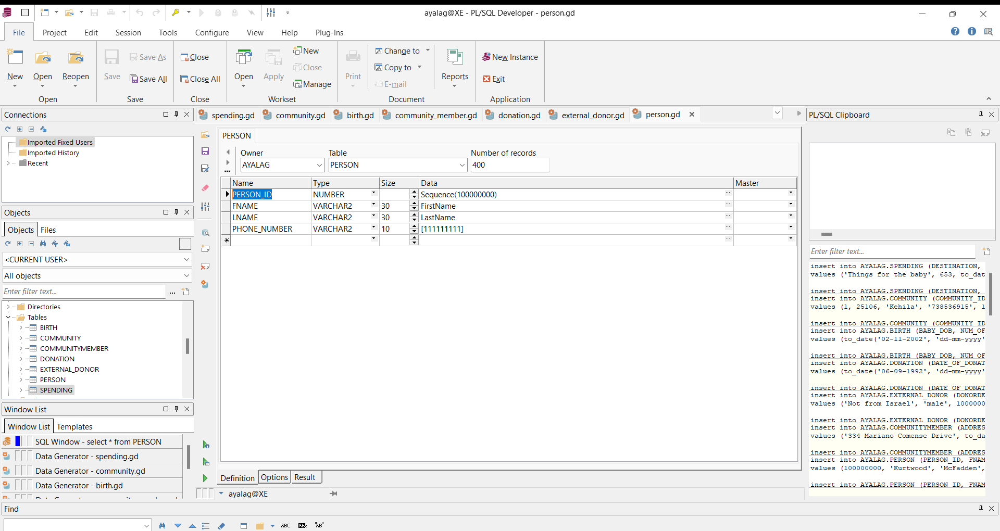 ayalag@XE - PL/SQL Developer - person.gd
File Project Edit Session Tools Configure View Help Plug-Ins
New Open Reopen
Open
Save Save As Save All
Save
Close Close All
Close
Open Apply New Close Manage
Workset
Print Change to Copy to E-mail Reports
Document
New Instance
Exit
Application
Connections
Imported Fixed Users
Imported History
Recent
Objects
Objects Files
<CURRENT USER>
All objects
Enter filter text...
Directories
Tables
BIRTH
COMMUNITY
COMMUNITYMEMBER
DONATION
EXTERNAL_DONOR
PERSON
SPENDING
Window List
Window List Templates
SQL Window - select * from PERSON
Data Generator - spending.gd
Data Generator - community.gd
Data Generator - birth.gd
spending.gd community.gd birth.gd community_member.gd donation.gd external_donor.gd person.gd
PERSON
Owner Table Number of records
AYALAG PERSON 400
Name Type Size Data Master
PERSON_ID NUMBER Sequence(100000000)
FNAME VARCHAR2 30 FirstName
LNAME VARCHAR2 30 LastName
PHONE_NUMBER VARCHAR2 10 [111111111]
Definition Options Result
ayalag@XE
PL/SQL Clipboard
Enter filter text...
insert into AYALAG.SPENDING (DESTINATION,
values ('Things for the baby', 653, to_dat
insert into AYALAG.SPENDING (DESTINATION,
insert into AYALAG.COMMUNITY (COMMUNITY_ID
values (1, 25106, 'Kehila', '738536915', 1
insert into AYALAG.COMMUNITY (COMMUNITY_ID
insert into AYALAG.BIRTH (BABY_DOB, NUM_OF
values (to_date('02-11-2002', 'dd-mm-yyyy'
insert into AYALAG.BIRTH (BABY_DOB, NUM_OF
insert into AYALAG.DONATION (DATE_OF_DONAT
values (to_date('06-09-1992', 'dd-mm-yyyy'
insert into AYALAG.DONATION (DATE_OF_DONAT
insert into AYALAG.EXTERNAL_DONOR (DONORDE
values ('Not from Israel', 'male', 1000000
insert into AYALAG.EXTERNAL_DONOR (DONORDE
insert into AYALAG.COMMUNITYMEMBER (ADDRES
values ('334 Mariano Comense Drive', to_da
insert into AYALAG.COMMUNITYMEMBER (ADDRES
insert into AYALAG.PERSON (PERSON_ID, FNAM
values (100000000, 'Kurtwood', 'McFadden',
insert into AYALAG.PERSON (PERSON_ID, FNAM
Find
ABC AB "AB"